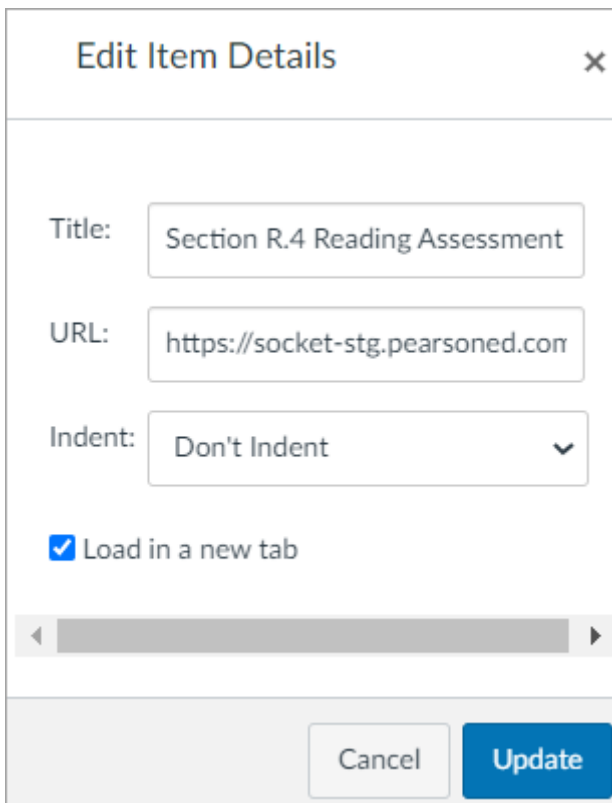 Edit Item Details ×
Title: Section R.4 Reading Assessment
URL: https://socket-stg.pearsoned.com
Indent: Don't Indent
Load in a new tab
Cancel Update